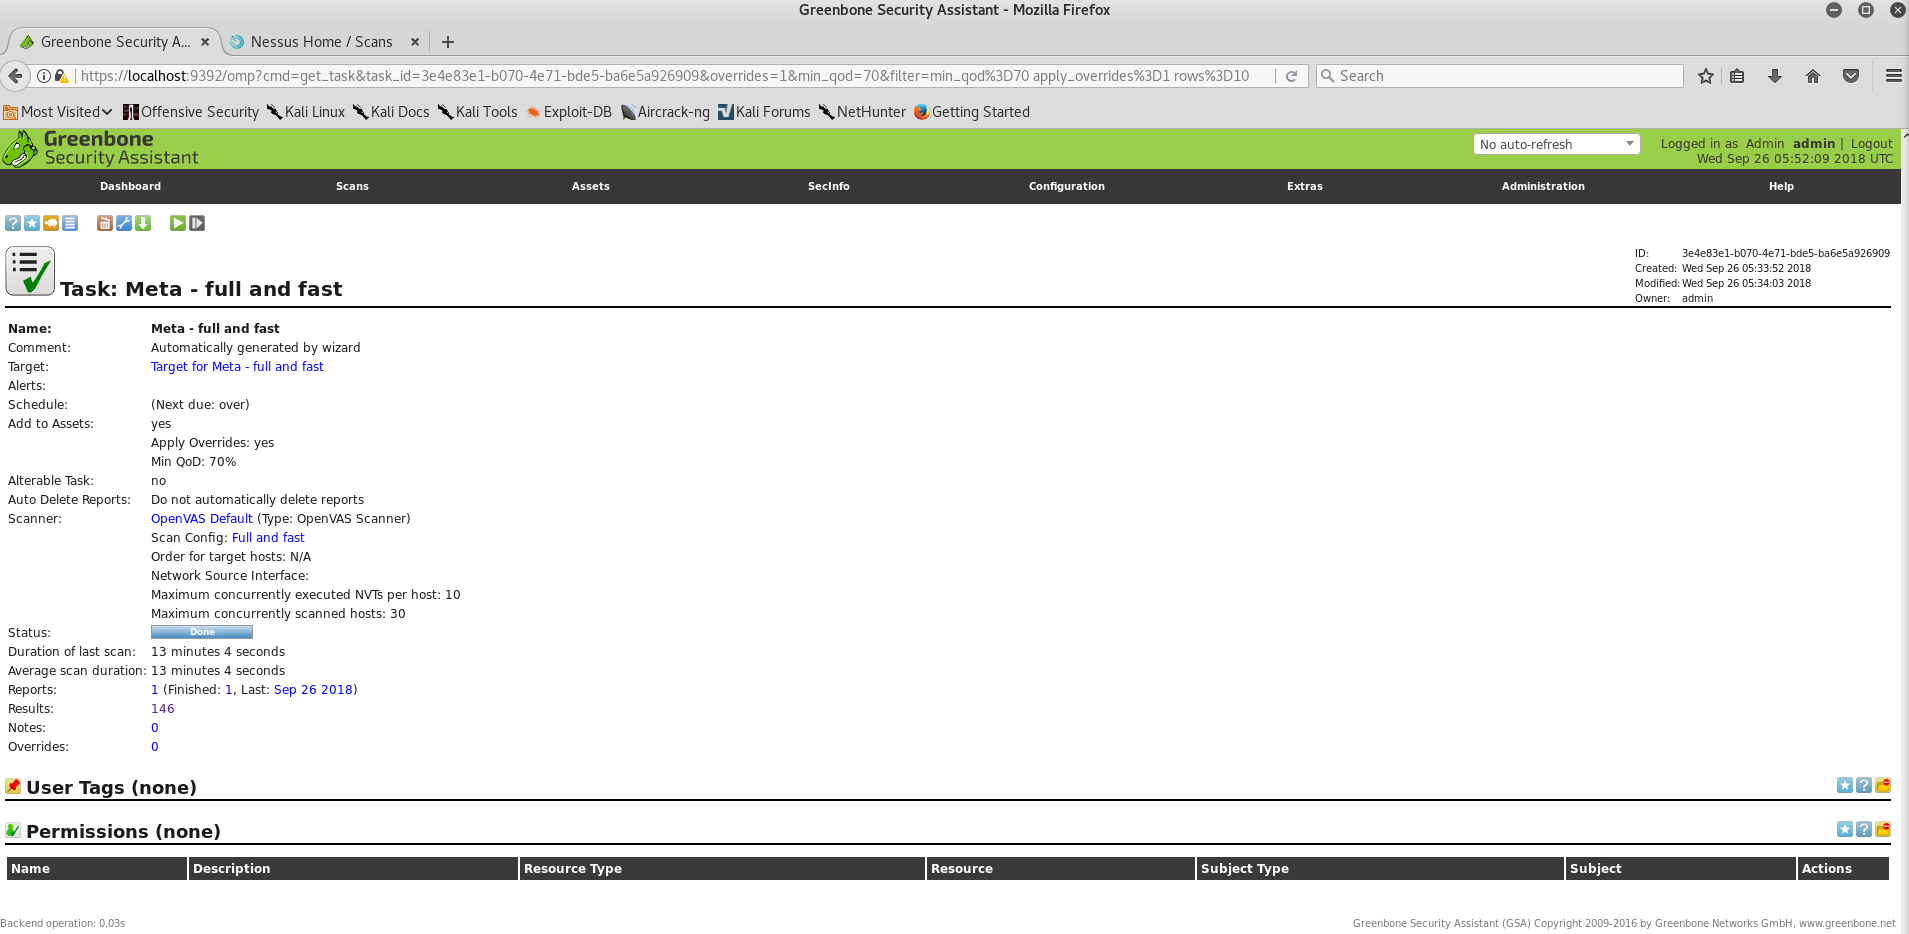 Greenbone Security Assistant - Mozilla Firefox
Greenbone Security A...
Nessus Home / Scans
https://localhost:9392/omp?cmd=get_task&task_id=3e4e83e1-b070-4e71-bde5-ba6e5a926909&overrides=1&min_qod=70&filter=min_qod%3D70 apply_overrides%3D1 rows%3D10
Search
Most Visited Offensive Security Kali Linux Kali Docs Kali Tools Exploit-DB Aircrack-ng Kali Forums NetHunter Getting Started
Greenbone
Security Assistant
No auto-refresh
Logged in as Admin admin | Logout
Wed Sep 26 05:52:09 2018 UTC
Dashboard Scans Assets SecInfo Configuration Extras Administration Help
Task: Meta - full and fast
ID: 3e4e83e1-b070-4e71-bde5-ba6e5a926909
Created: Wed Sep 26 05:33:52 2018
Modified: Wed Sep 26 05:34:03 2018
Owner: admin
Name: Meta - full and fast
Comment: Automatically generated by wizard
Target: Target for Meta - full and fast
Alerts:
Schedule: (Next due: over)
Add to Assets: yes
Apply Overrides: yes
Min QoD: 70%
Alterable Task: no
Auto Delete Reports: Do not automatically delete reports
Scanner: OpenVAS Default (Type: OpenVAS Scanner)
Scan Config: Full and fast
Order for target hosts: N/A
Network Source Interface:
Maximum concurrently executed NVTs per host: 10
Maximum concurrently scanned hosts: 30
Status: Done
Duration of last scan: 13 minutes 4 seconds
Average scan duration: 13 minutes 4 seconds
Reports: 1 (Finished: 1, Last: Sep 26 2018)
Results: 146
Notes: 0
Overrides: 0
User Tags (none)
Permissions (none)
Name Description Resource Type Resource Subject Type Subject Actions
Backend operation: 0.03s
Greenbone Security Assistant (GSA) Copyright 2009-2016 by Greenbone Networks GmbH, www.greenbone.net